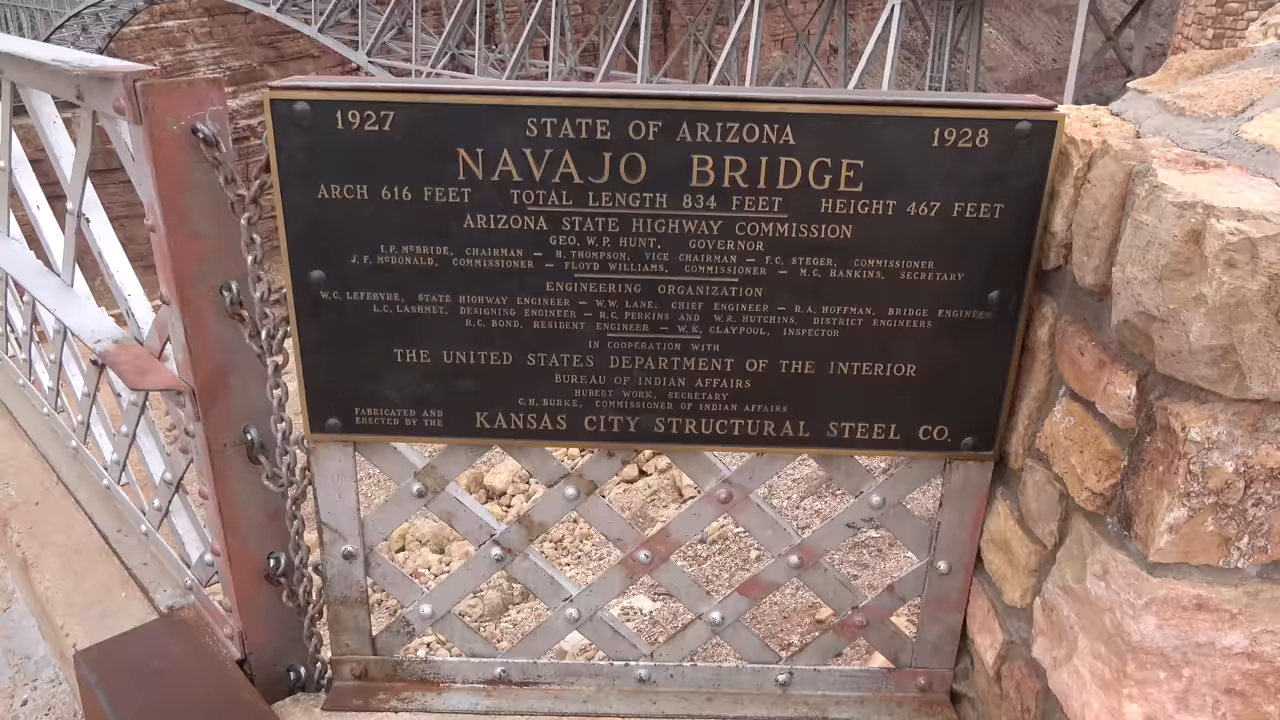 1927 STATE OF ARIZONA 1928
NAVAJO BRIDGE
ARCH 616 FEET TOTAL LENGTH 834 FEET HEIGHT 467 FEET
ARIZONA STATE HIGHWAY COMMISSION
GEO. W. P. HUNT, GOVERNOR
I.P. McBRIDE, CHAIRMAN — H. THOMPSON, VICE CHAIRMAN — F.C. STEGER, COMMISSIONER
J.F. McDONALD, COMMISSIONER — FLOYD WILLIAMS, COMMISSIONER — M.C. HANKINS, SECRETARY
ENGINEERING ORGANIZATION
W.C. LEFEBVRE, STATE HIGHWAY ENGINEER — W.W. LANE, CHIEF ENGINEER — R.A. HOFFMAN, BRIDGE ENGINEER
L.C. LASHMET, DESIGNING ENGINEER — R.C. PERKINS AND W.R. HUTCHINS, DISTRICT ENGINEERS
R.C. BOND, RESIDENT ENGINEER — W.K. CLAYPOOL, INSPECTOR
IN COOPERATION WITH
THE UNITED STATES DEPARTMENT OF THE INTERIOR
BUREAU OF INDIAN AFFAIRS
HUBERT WORK, SECRETARY
C.H. BURKE, COMMISSIONER OF INDIAN AFFAIRS
FABRICATED AND
ERECTED BY THE KANSAS CITY STRUCTURAL STEEL CO.